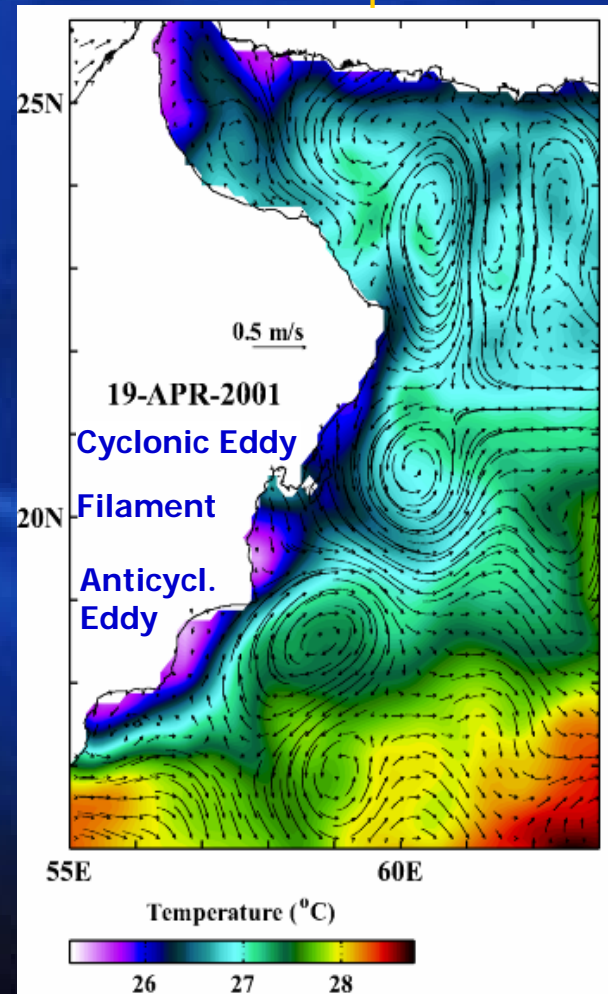 25N
0.5 m/s
19-APR-2001
Cyclonic Eddy
Filament
20N
Anticycl.
Eddy
55E 60E
Temperature (°C)
26 27 28